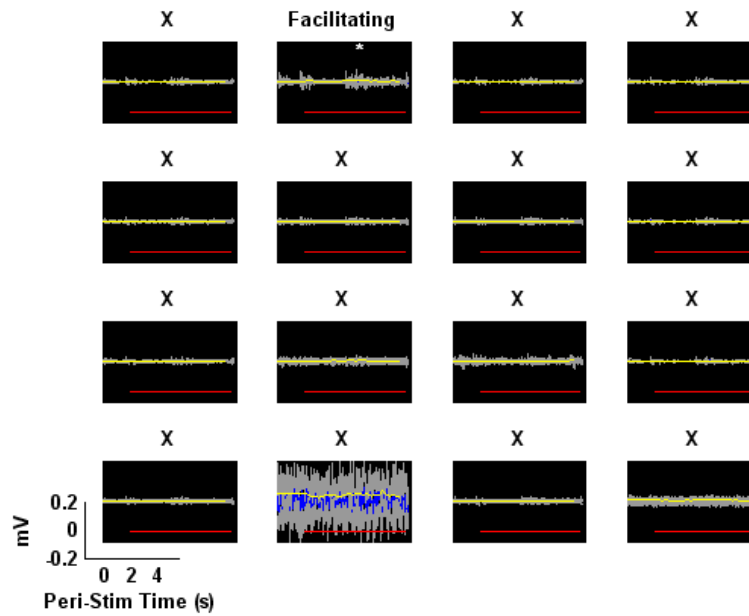 X Facilitating X X
*
X X X X
X X X X
X X X X
0.2
mV
0
-0.2
0 2 4
Peri-Stim Time (s)